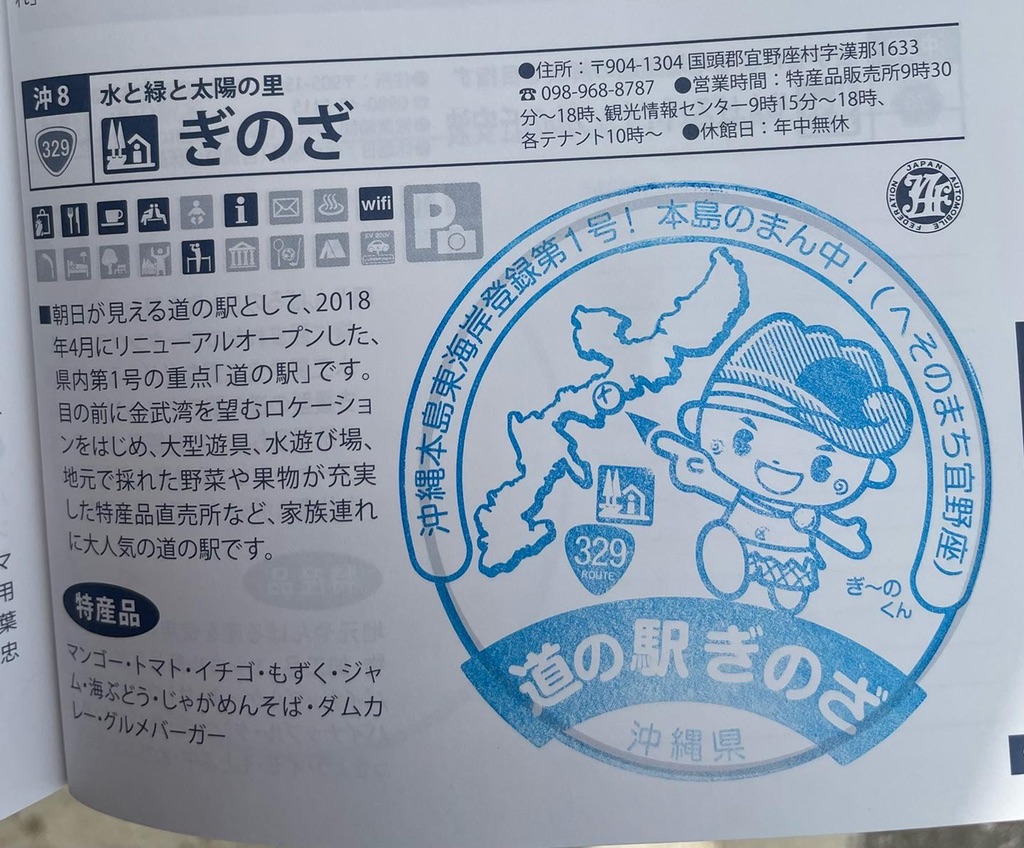 沖8
329
水と緑と太陽の里
ぎのざ
●住所：〒904-1304 国頭郡宜野座村字漢那1633
☎ 098-968-8787　●営業時間：特産品販売所9時30
分〜18時、観光情報センター9時15分〜18時、
各テナント10時〜　●休館日：年中無休
i
wifi
P
JAPAN AUTOMOBILE FEDERATION
JAF
■朝日が見える道の駅として、2018
年4月にリニューアルオープンした、
県内第1号の重点「道の駅」です。
目の前に金武湾を望むロケーショ
ンをはじめ、大型遊具、水遊び場、
地元で採れた野菜や果物が充実
した特産品直売所など、家族連れ
に大人気の道の駅です。
特産品
マンゴー・トマト・イチゴ・もずく・ジャ
ム・海ぶどう・じゃがめんそば・ダムカ
レー・グルメバーガー
沖縄本島東海岸登録第1号！ 本島のまん中！（へそのまち宜野座）
329
ROUTE
ぎ〜の
くん
道の駅ぎのざ
沖縄県
マ
用
葉
忠